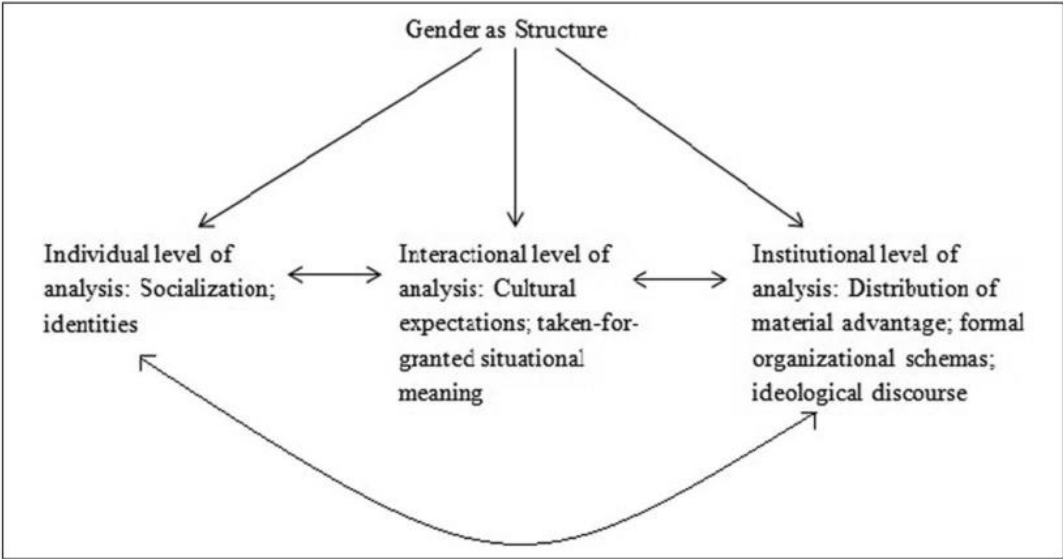 Gender as Structure
Individual level of
analysis: Socialization;
identities
Interactional level of
analysis: Cultural
expectations; taken-for-
granted situational
meaning
Institutional level of
analysis: Distribution of
material advantage; formal
organizational schemas;
ideological discourse